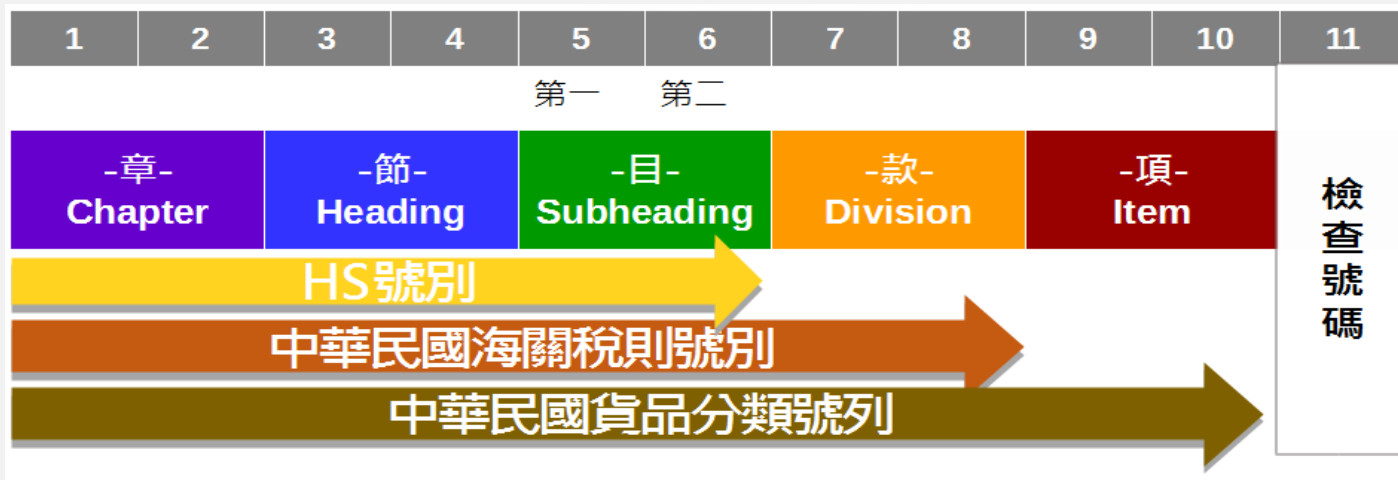 1 2 3 4 5 6 7 8 9 10 11
第一 第二
-章- -節- -目- -款- -項-
Chapter Heading Subheading Division Item
檢查號碼
HS號別
中華民國海關稅則號別
中華民國貨品分類號列